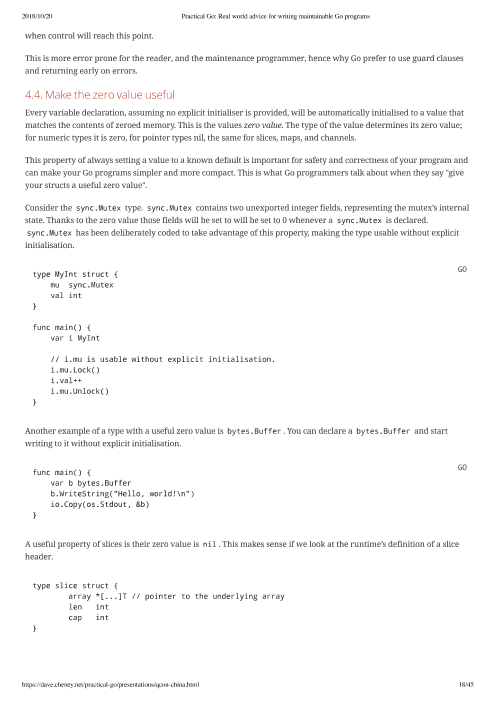 2018/10/20 Practical Go: Real world advice for writing maintainable Go programs
when control will reach this point.
This is more error prone for the reader, and the maintenance programmer, hence why Go prefer to use guard clauses
and returning early on errors.
4.4. Make the zero value useful
Every variable declaration, assuming no explicit initialiser is provided, will be automatically initialised to a value that
matches the contents of zeroed memory. This is the values zero value. The type of the value determines its zero value;
for numeric types it is zero, for pointer types nil, the same for slices, maps, and channels.
This property of always setting a value to a known default is important for safety and correctness of your program and
can make your Go programs simpler and more compact. This is what Go programmers talk about when they say "give
your structs a useful zero value".
Consider the sync.Mutex type. sync.Mutex contains two unexported integer fields, representing the mutex's internal
state. Thanks to the zero value those fields will be set to will be set to 0 whenever a sync.Mutex is declared.
sync.Mutex has been deliberately coded to take advantage of this property, making the type usable without explicit
initialisation.
GO
type MyInt struct {
    mu  sync.Mutex
    val int
}
func main() {
    var i MyInt
    // i.mu is usable without explicit initialisation.
    i.mu.Lock()
    i.val++
    i.mu.Unlock()
}
Another example of a type with a useful zero value is bytes.Buffer. You can declare a bytes.Buffer and start
writing to it without explicit initialisation.
GO
func main() {
    var b bytes.Buffer
    b.WriteString("Hello, world!\n")
    io.Copy(os.Stdout, &b)
}
A useful property of slices is their zero value is nil. This makes sense if we look at the runtime's definition of a slice
header.
type slice struct {
        array *[...]T // pointer to the underlying array
        len   int
        cap   int
}
https://dave.cheney.net/practical-go/presentations/qcon-china.html 18/45